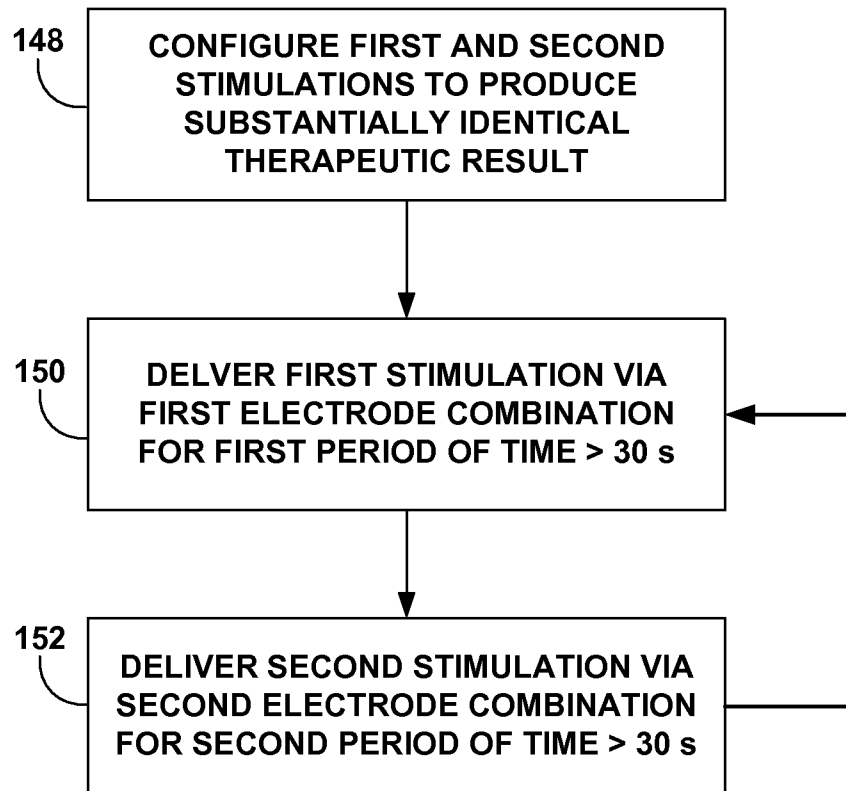 148
CONFIGURE FIRST AND SECOND
STIMULATIONS TO PRODUCE
SUBSTANTIALLY IDENTICAL
THERAPEUTIC RESULT
150
DELVER FIRST STIMULATION VIA
FIRST ELECTRODE COMBINATION
FOR FIRST PERIOD OF TIME > 30 s
152
DELIVER SECOND STIMULATION VIA
SECOND ELECTRODE COMBINATION
FOR SECOND PERIOD OF TIME > 30 s